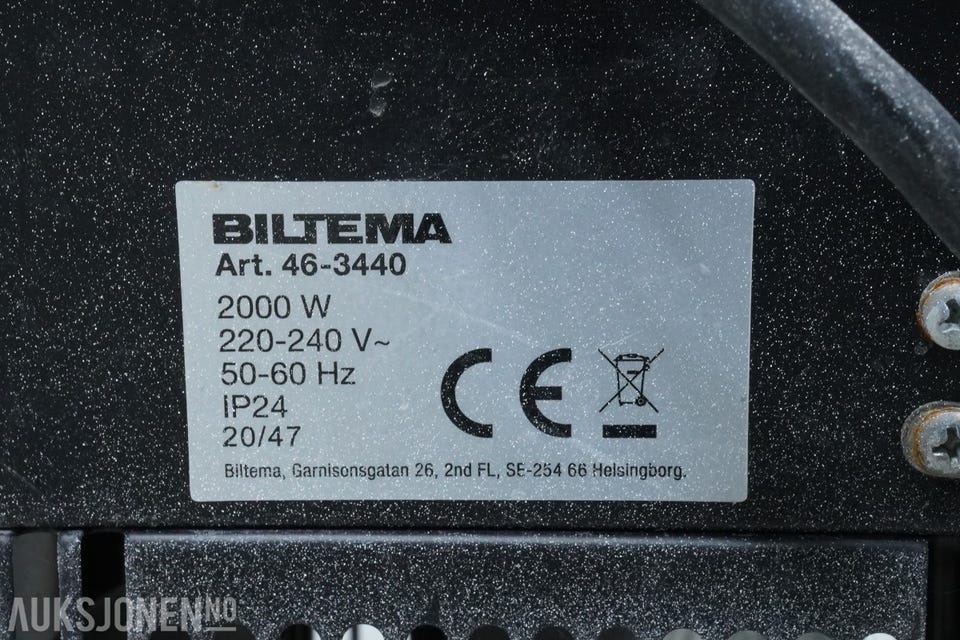 BILTEMA
Art. 46-3440
2000 W
220-240 V~
50-60 Hz
IP24
20/47
CE
Biltema, Garnisonsgatan 26, 2nd FL, SE-254 66 Helsingborg.
AUKSJONEN.NO